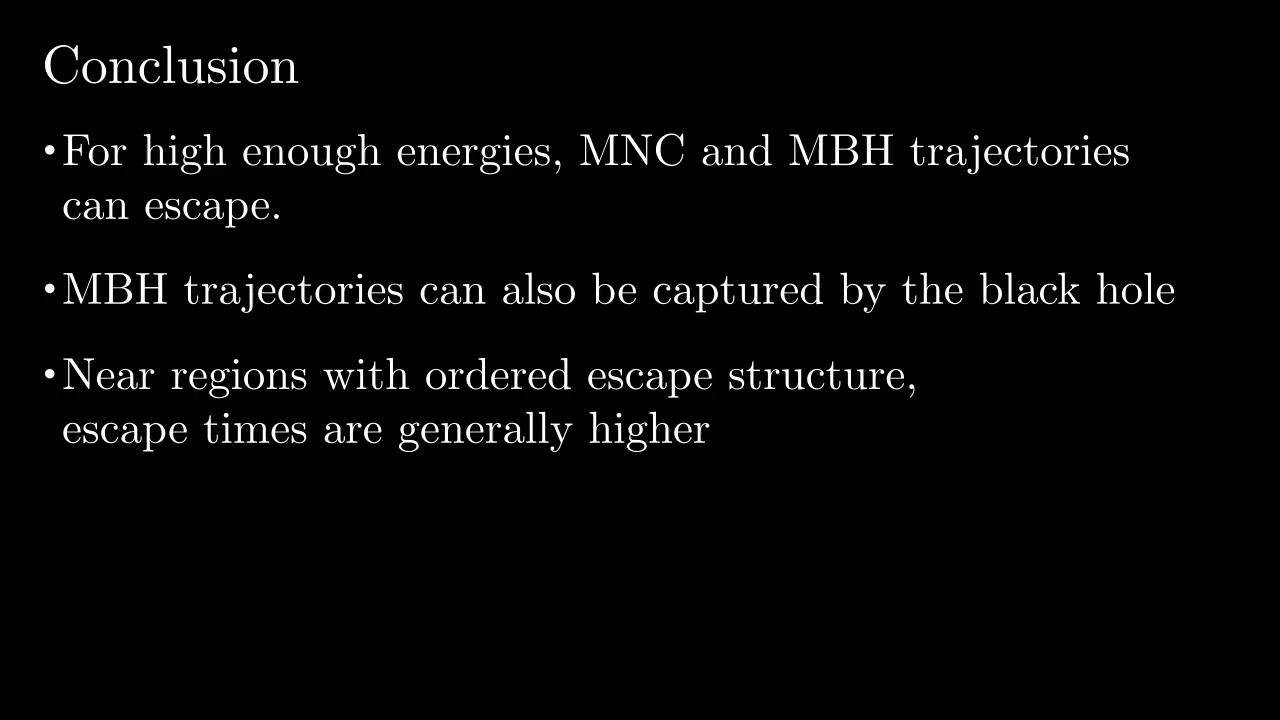 Conclusion
•For high enough energies, MNC and MBH trajectories
can escape.
•MBH trajectories can also be captured by the black hole
•Near regions with ordered escape structure,
escape times are generally higher